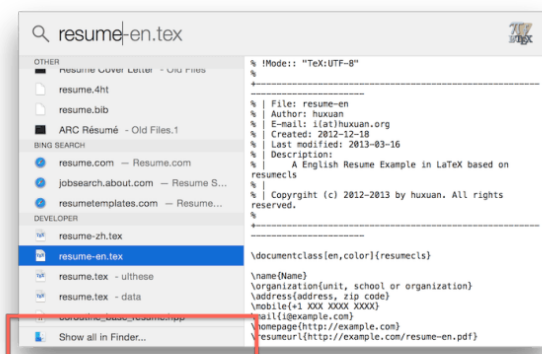 resume-en.tex
OTHER
Resume Cover Letter - Old Files
resume.4ht
resume.bib
ARC Résumé - Old Files.1
BING SEARCH
resume.com — Resume.com
jobsearch.about.com — Resume S...
resumetemplates.com — Resume...
DEVELOPER
resume-zh.tex
resume-en.tex
resume.tex - ulthese
resume.tex - data
coroutine_base_resume.hpp
Show all in Finder...
% !Mode:: "TeX:UTF-8"
%
+------------------------------------------------
----------------------
% | File: resume-en
% | Author: huxuan
% | E-mail: i(at)huxuan.org
% | Created: 2012-12-18
% | Last modified: 2013-03-16
% | Description:
% | A English Resume Example in LaTeX based on
resumecls
% |
% | Copyrgiht (c) 2012-2013 by huxuan. All rights
reserved.
%
+------------------------------------------------
----------------------
\documentclass[en,color]{resumecls}
\name{Name}
\organization{unit, school or organization}
\address{address, zip code}
\mobile{+1 XXX XXXX XXXX}
\mail{i@example.com}
\homepage{http://example.com}
\resumeurl{http://example.com/resume-en.pdf}